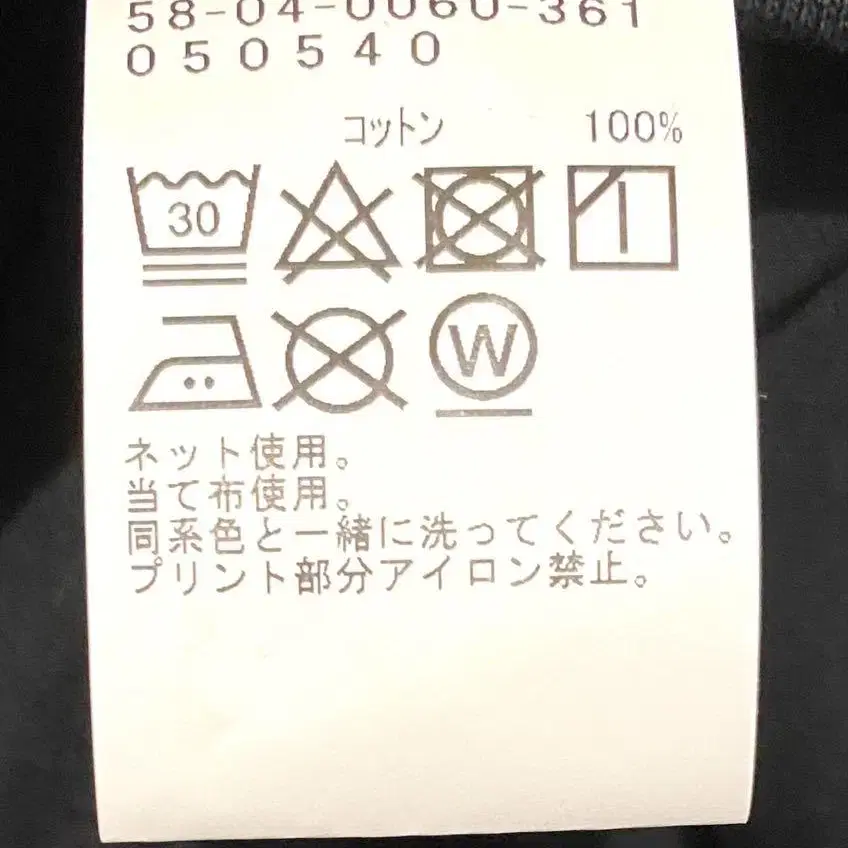 58-04-0060-361
050540
コットン 100%
30
W
ネット使用。
当て布使用。
同系色と一緒に洗ってください。
プリント部分アイロン禁止。